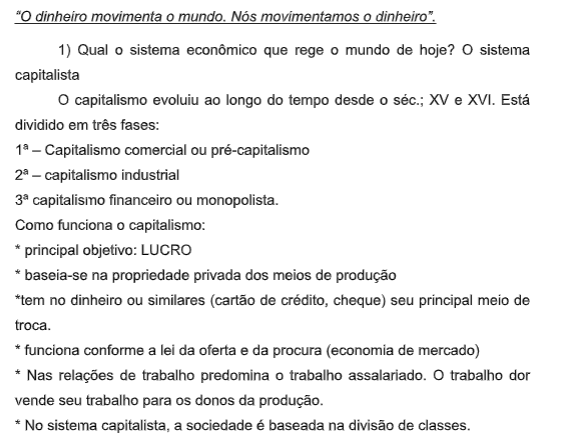 "O dinheiro movimenta o mundo. Nós movimentamos o dinheiro".
1) Qual o sistema econômico que rege o mundo de hoje? O sistema
capitalista
O capitalismo evoluiu ao longo do tempo desde o séc.; XV e XVI. Está
dividido em três fases:
1ª – Capitalismo comercial ou pré-capitalismo
2ª – capitalismo industrial
3ª capitalismo financeiro ou monopolista.
Como funciona o capitalismo:
* principal objetivo: LUCRO
* baseia-se na propriedade privada dos meios de produção
*tem no dinheiro ou similares (cartão de crédito, cheque) seu principal meio de
troca.
* funciona conforme a lei da oferta e da procura (economia de mercado)
* Nas relações de trabalho predomina o trabalho assalariado. O trabalho dor
vende seu trabalho para os donos da produção.
* No sistema capitalista, a sociedade é baseada na divisão de classes.